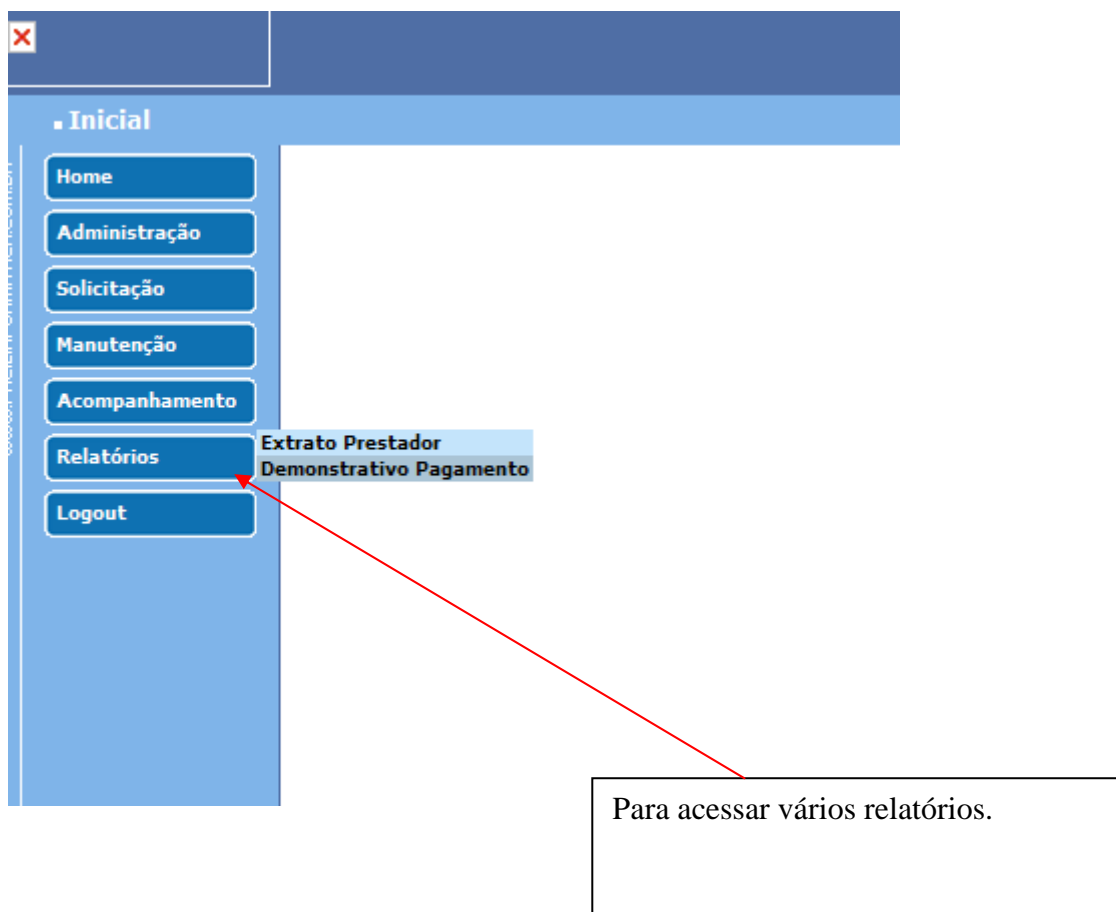 Inicial
Home
Administração
Solicitação
Manutenção
Acompanhamento
Relatórios
Extrato Prestador
Demonstrativo Pagamento
Logout
Para acessar vários relatórios.